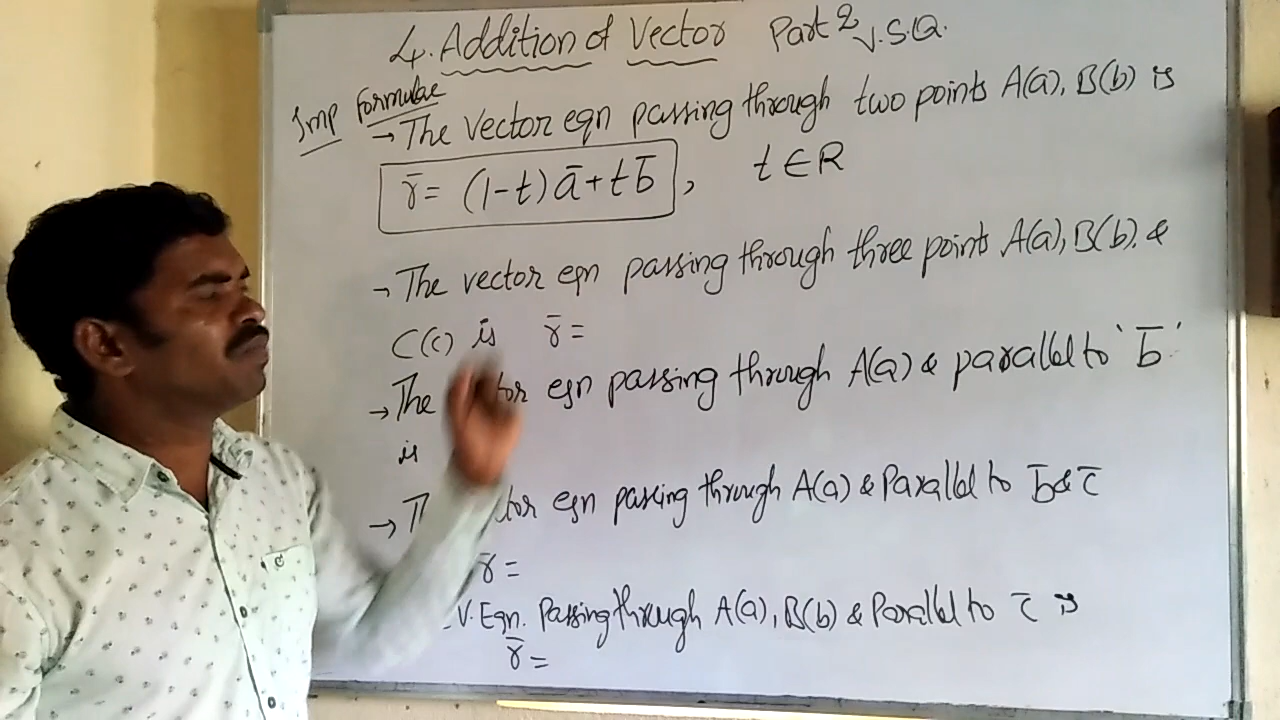 4. Addition of Vector Part 2 V.S.Q.
Imp Formulae
→ The vector eqn passing through two points A(a), B(b) is
r̄ = (1-t)ā + tb̄, t ∈ R
→ The vector eqn passing through three points A(a), B(b), &
C(c) is r̄ =
→ The eqn passing through A(a) & parallel to 'b̄'
is
→ eqn passing through A(a) & Parallel to b̄ & c̄
r̄ =
V. Eqn. Passing through A(a), B(b) & Parallel to c̄ is
r̄ =